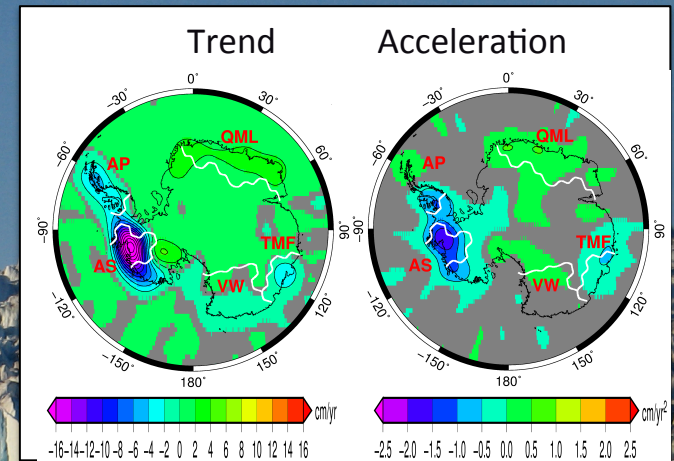 Trend Acceleration
0°
−30° 30°
−60° 60°
−90° 90°
−120° 120°
−150° 150°
180°
QML
AP
AS
TMF
VW
0°
−30° 30°
−60° 60°
−90° 90°
−120° 120°
−150° 150°
180°
QML
AP
AS
TMF
VW
cm/yr
−16 −14 −12 −10 −8 −6 −4 −2 0 2 4 6 8 10 12 14 16
cm/yr²
−2.5 −2.0 −1.5 −1.0 −0.5 0.0 0.5 1.0 1.5 2.0 2.5